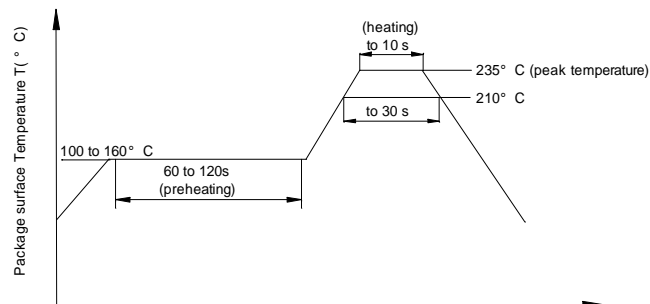 Package surface Temperature T( ° C)
(heating)
to 10 s
235° C (peak temperature)
210° C
to 30 s
100 to 160° C
60 to 120s
(preheating)